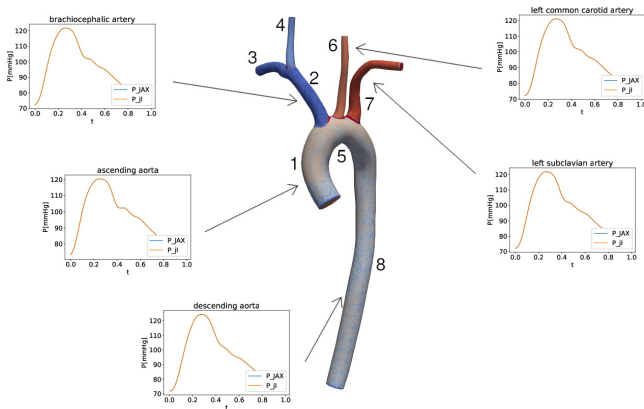 brachiocephalic artery
P[mmHg]
120
110
100
90
80
70
0.0 0.2 0.4 0.6 0.8 1.0
t
P_JAX
P_jl
left common carotid artery
P[mmHg]
120
110
100
90
80
70
0.0 0.2 0.4 0.6 0.8 1.0
t
P_JAX
P_jl
ascending aorta
P[mmHg]
120
110
100
90
80
0.0 0.2 0.4 0.6 0.8 1.0
t
P_JAX
P_jl
left subclavian artery
P[mmHg]
120
110
100
90
80
70
0.0 0.2 0.4 0.6 0.8 1.0
t
P_JAX
P_jl
descending aorta
P[mmHg]
120
110
100
90
80
70
0.0 0.2 0.4 0.6 0.8 1.0
t
P_JAX
P_jl
4
3
2
6
7
1
5
8